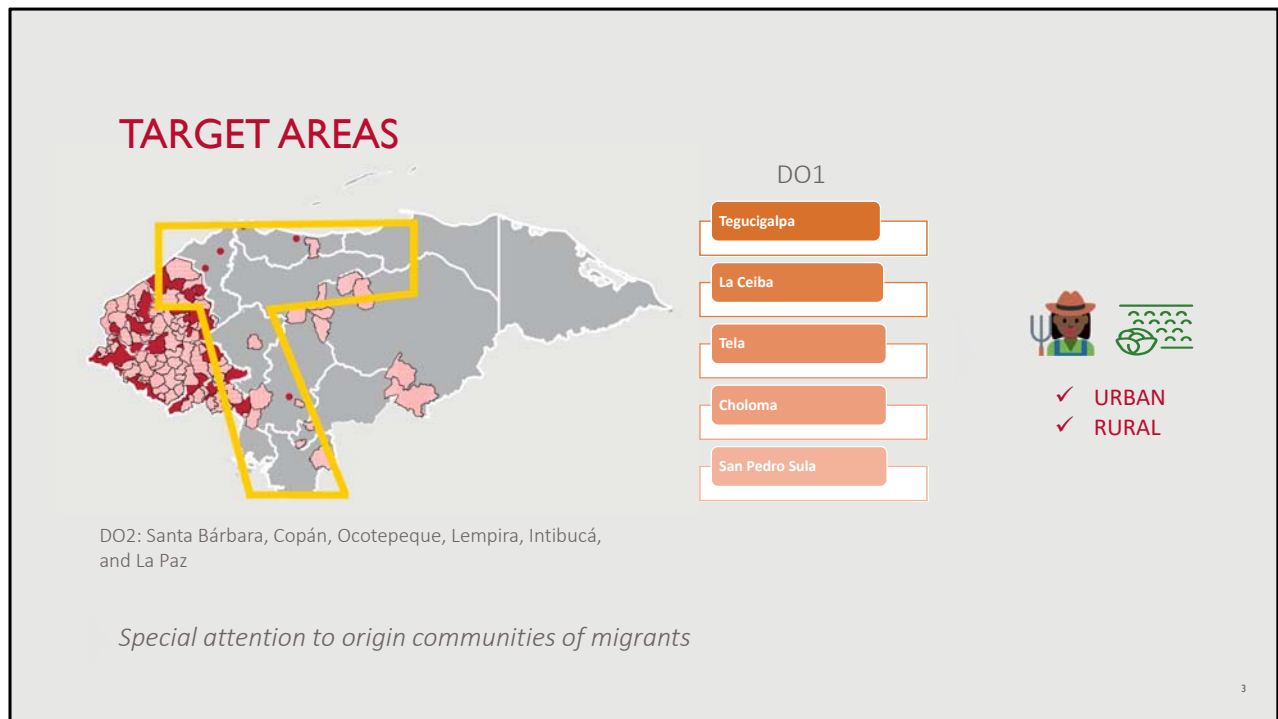 TARGET AREAS
DO1
Tegucigalpa
La Ceiba
Tela
Choloma
San Pedro Sula
✓ URBAN
✓ RURAL
DO2: Santa Bárbara, Copán, Ocotepeque, Lempira, Intibucá,
and La Paz
Special attention to origin communities of migrants
3